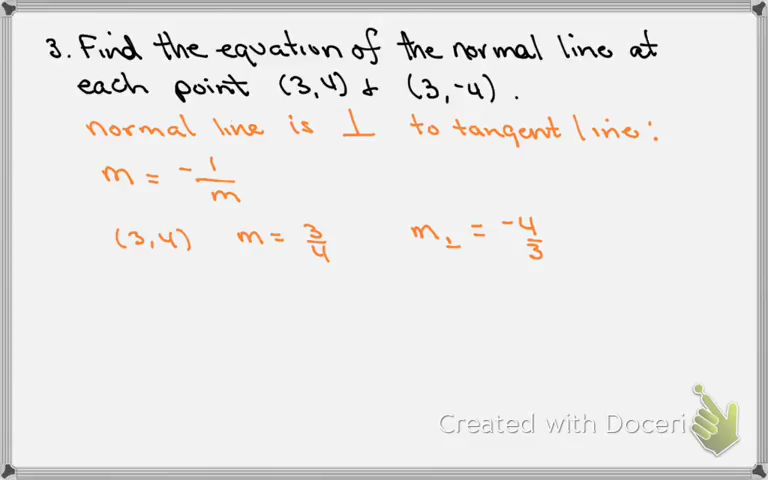 3. Find the equation of the normal line at
each point (3,4) & (3,-4).
normal line is ⊥ to tangent line:
m = -1/m
(3,4) m = 3/4 m⊥ = -4/3
Created with Doceri